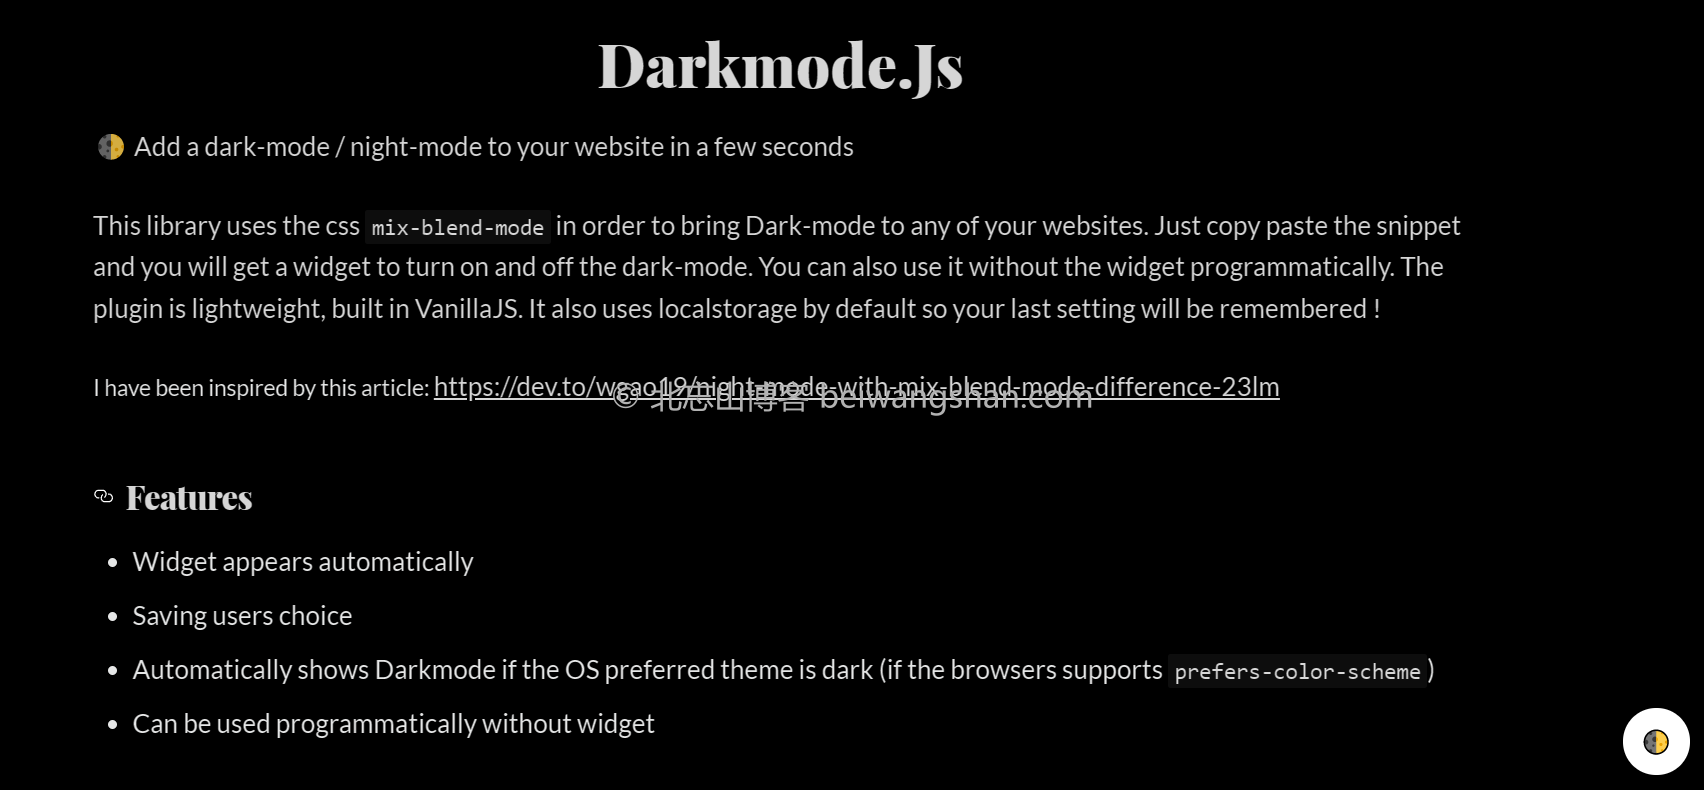 Darkmode.Js
Add a dark-mode / night-mode to your website in a few seconds
This library uses the css mix-blend-mode in order to bring Dark-mode to any of your websites. Just copy paste the snippet
and you will get a widget to turn on and off the dark-mode. You can also use it without the widget programmatically. The
plugin is lightweight, built in VanillaJS. It also uses localstorage by default so your last setting will be remembered !
I have been inspired by this article: https://dev.to/wgao19/night-mode-with-mix-blend-mode-difference-23lm
© 北忘山博客 beiwangshan.com
Features
Widget appears automatically
Saving users choice
Automatically shows Darkmode if the OS preferred theme is dark (if the browsers supports prefers-color-scheme)
Can be used programmatically without widget